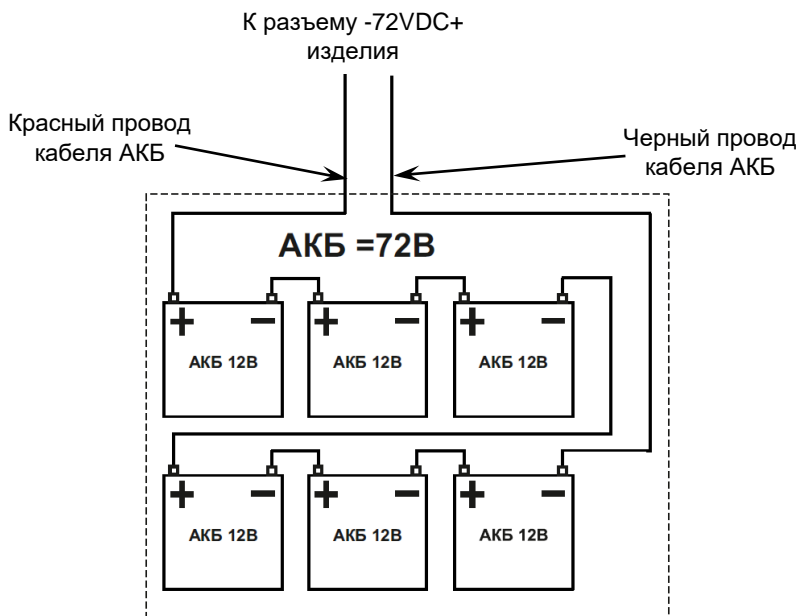 К разъему -72VDC+
изделия
Красный провод
кабеля АКБ
Черный провод
кабеля АКБ
АКБ =72В
+ − + − + −
АКБ 12В АКБ 12В АКБ 12В
+ − + − + −
АКБ 12В АКБ 12В АКБ 12В